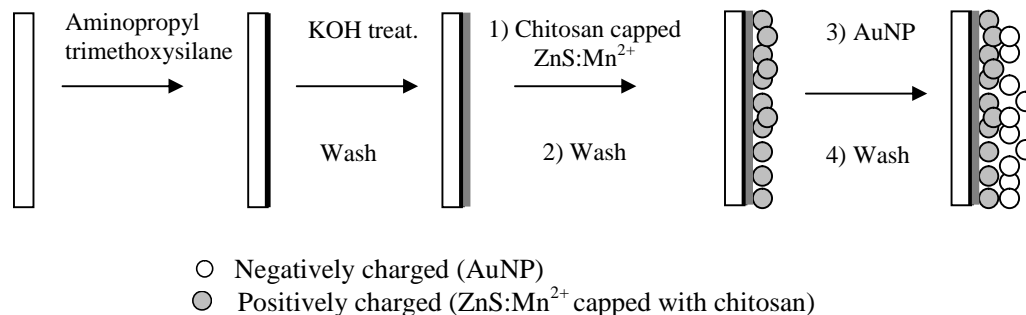 Aminopropyl
trimethoxysilane
KOH treat.
Wash
1) Chitosan capped
ZnS:Mn²⁺
2) Wash
3) AuNP
4) Wash
Negatively charged (AuNP)
Positively charged (ZnS:Mn²⁺ capped with chitosan)